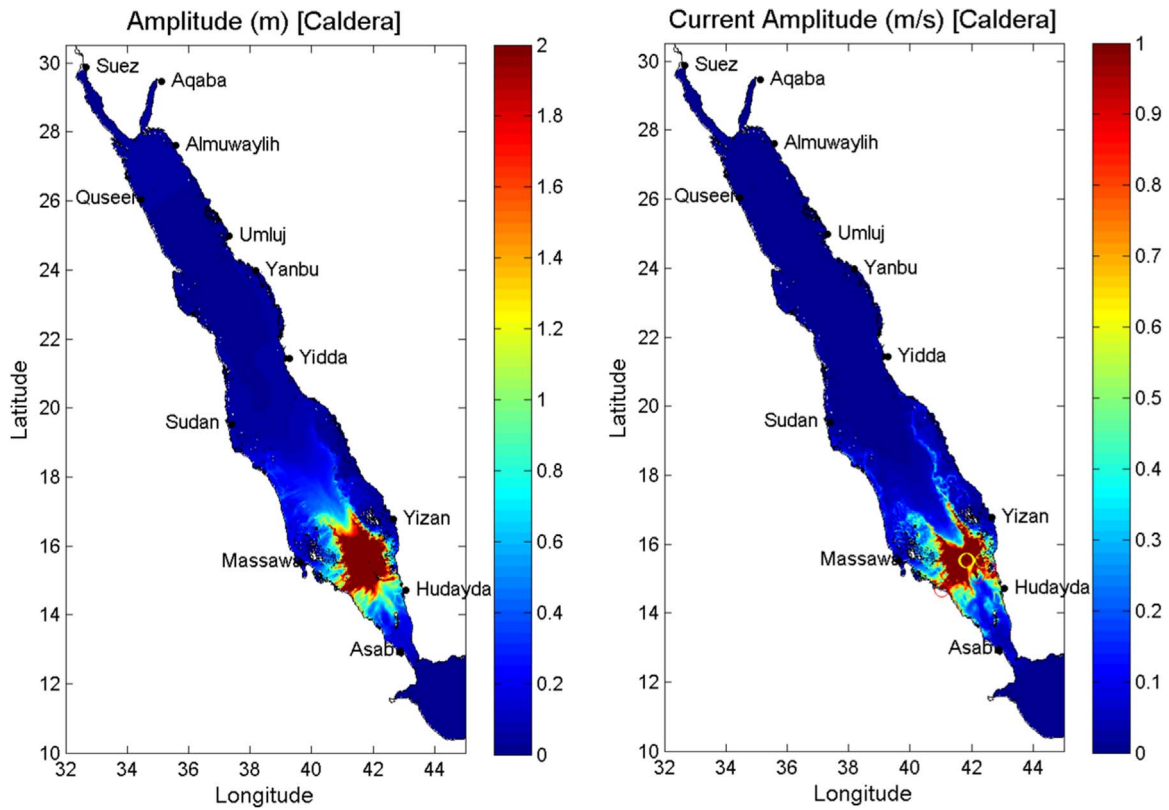 Amplitude (m) [Caldera]
30
28
26
24
22
20
18
16
14
12
10
Latitude
32 34 36 38 40 42 44
Longitude
Suez
Aqaba
Almuwaylih
Quseer
Umluj
Yanbu
Yidda
Sudan
Yizan
Massawa
Hudayda
Asab
2
1.8
1.6
1.4
1.2
1
0.8
0.6
0.4
0.2
0
Current Amplitude (m/s) [Caldera]
30
28
26
24
22
20
18
16
14
12
10
Latitude
32 34 36 38 40 42 44
Longitude
Suez
Aqaba
Almuwaylih
Quseer
Umluj
Yanbu
Yidda
Sudan
Yizan
Massawa
Hudayda
Asab
1
0.9
0.8
0.7
0.6
0.5
0.4
0.3
0.2
0.1
0